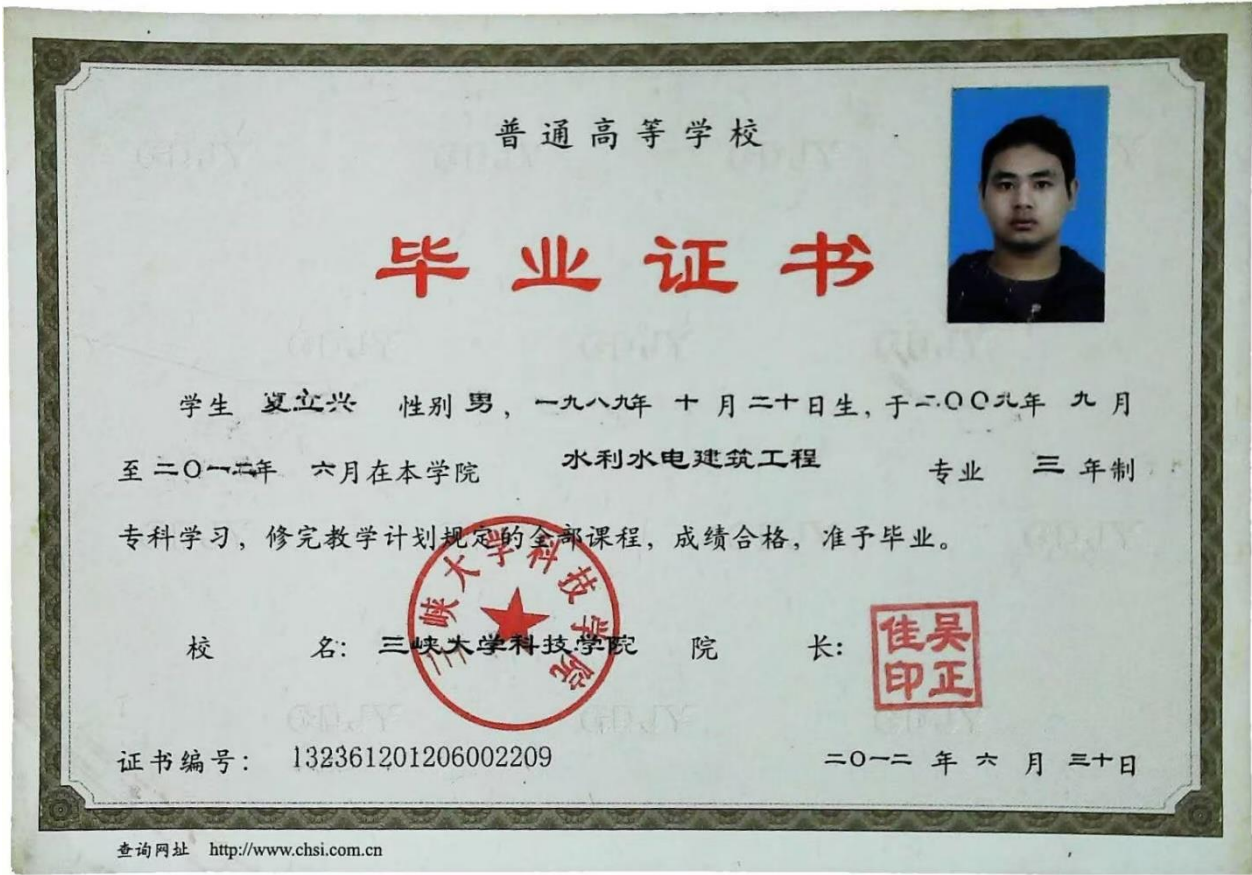 普通高等学校
毕业证书
学生 夏立兴 性别 男，一九八九年 十 月 二十日生，于二〇〇九年 九 月
至 二〇一二年 六月在本学院 水利水电建筑工程 专业 三 年制
专科学习，修完教学计划规定的全部课程，成绩合格，准予毕业。
三峡大学科技学院
校 名：三峡大学科技学院 院 长：
吴正佳印
证书编号： 132361201206002209 二〇一二 年 六 月 三十日
查询网址 http://www.chsi.com.cn